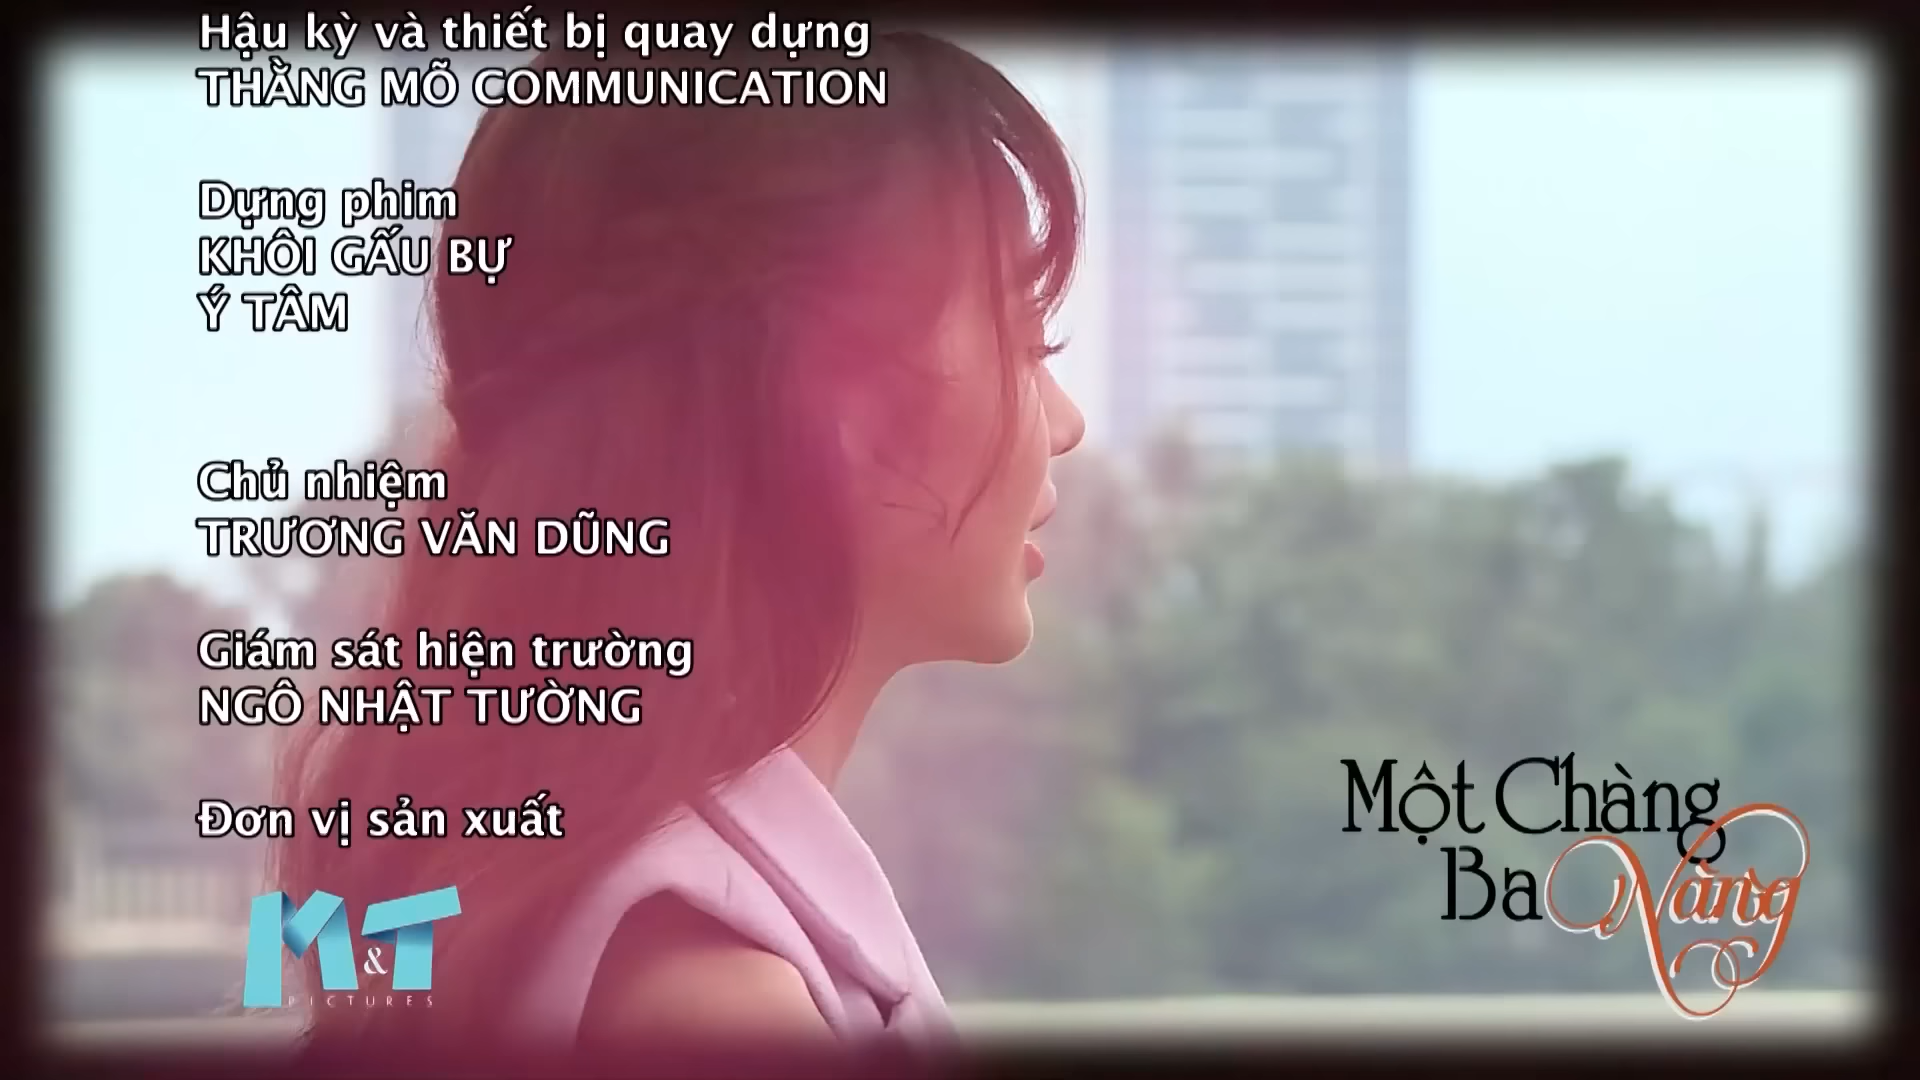 Hậu kỳ và thiết bị quay dựng
THẰNG MÕ COMMUNICATION
Dựng phim
KHÔI GẤU BỰ
Ý TÂM
Chủ nhiệm
TRƯƠNG VĂN DŨNG
Giám sát hiện trường
NGÔ NHẬT TƯỜNG
Đơn vị sản xuất
M&T
PICTURES
Một Chàng
Ba Nàng